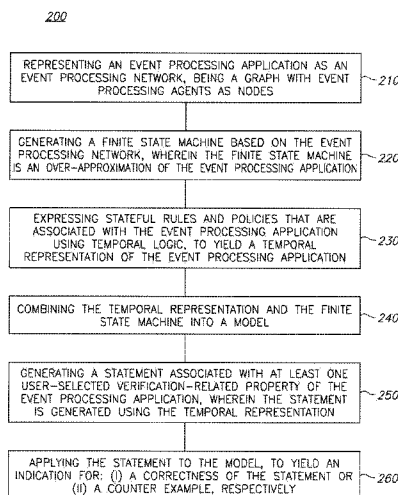 200
REPRESENTING AN EVENT PROCESSING APPLICATION AS AN
EVENT PROCESSING NETWORK, BEING A GRAPH WITH EVENT
PROCESSING AGENTS AS NODES
210
GENERATING A FINITE STATE MACHINE BASED ON THE EVENT
PROCESSING NETWORK, WHEREIN THE FINITE STATE MACHINE
IS AN OVER-APPROXIMATION OF THE EVENT PROCESSING APPLICATION
220
EXPRESSING STATEFUL RULES AND POLICIES THAT ARE
ASSOCIATED WITH THE EVENT PROCESSING APPLICATION
USING TEMPORAL LOGIC, TO YIELD A TEMPORAL
REPRESENTATION OF THE EVENT PROCESSING APPLICATION
230
COMBINING THE TEMPORAL REPRESENTATION AND THE FINITE
STATE MACHINE INTO A MODEL
240
GENERATING A STATEMENT ASSOCIATED WITH AT LEAST ONE
USER-SELECTED VERIFICATION-RELATED PROPERTY OF THE
EVENT PROCESSING APPLICATION, WHEREIN THE STATEMENT
IS GENERATED USING THE TEMPORAL REPRESENTATION
250
APPLYING THE STATEMENT TO THE MODEL, TO YIELD AN
INDICATION FOR: (I) A CORRECTNESS OF THE STATEMENT OR
(II) A COUNTER EXAMPLE, RESPECTIVELY
260